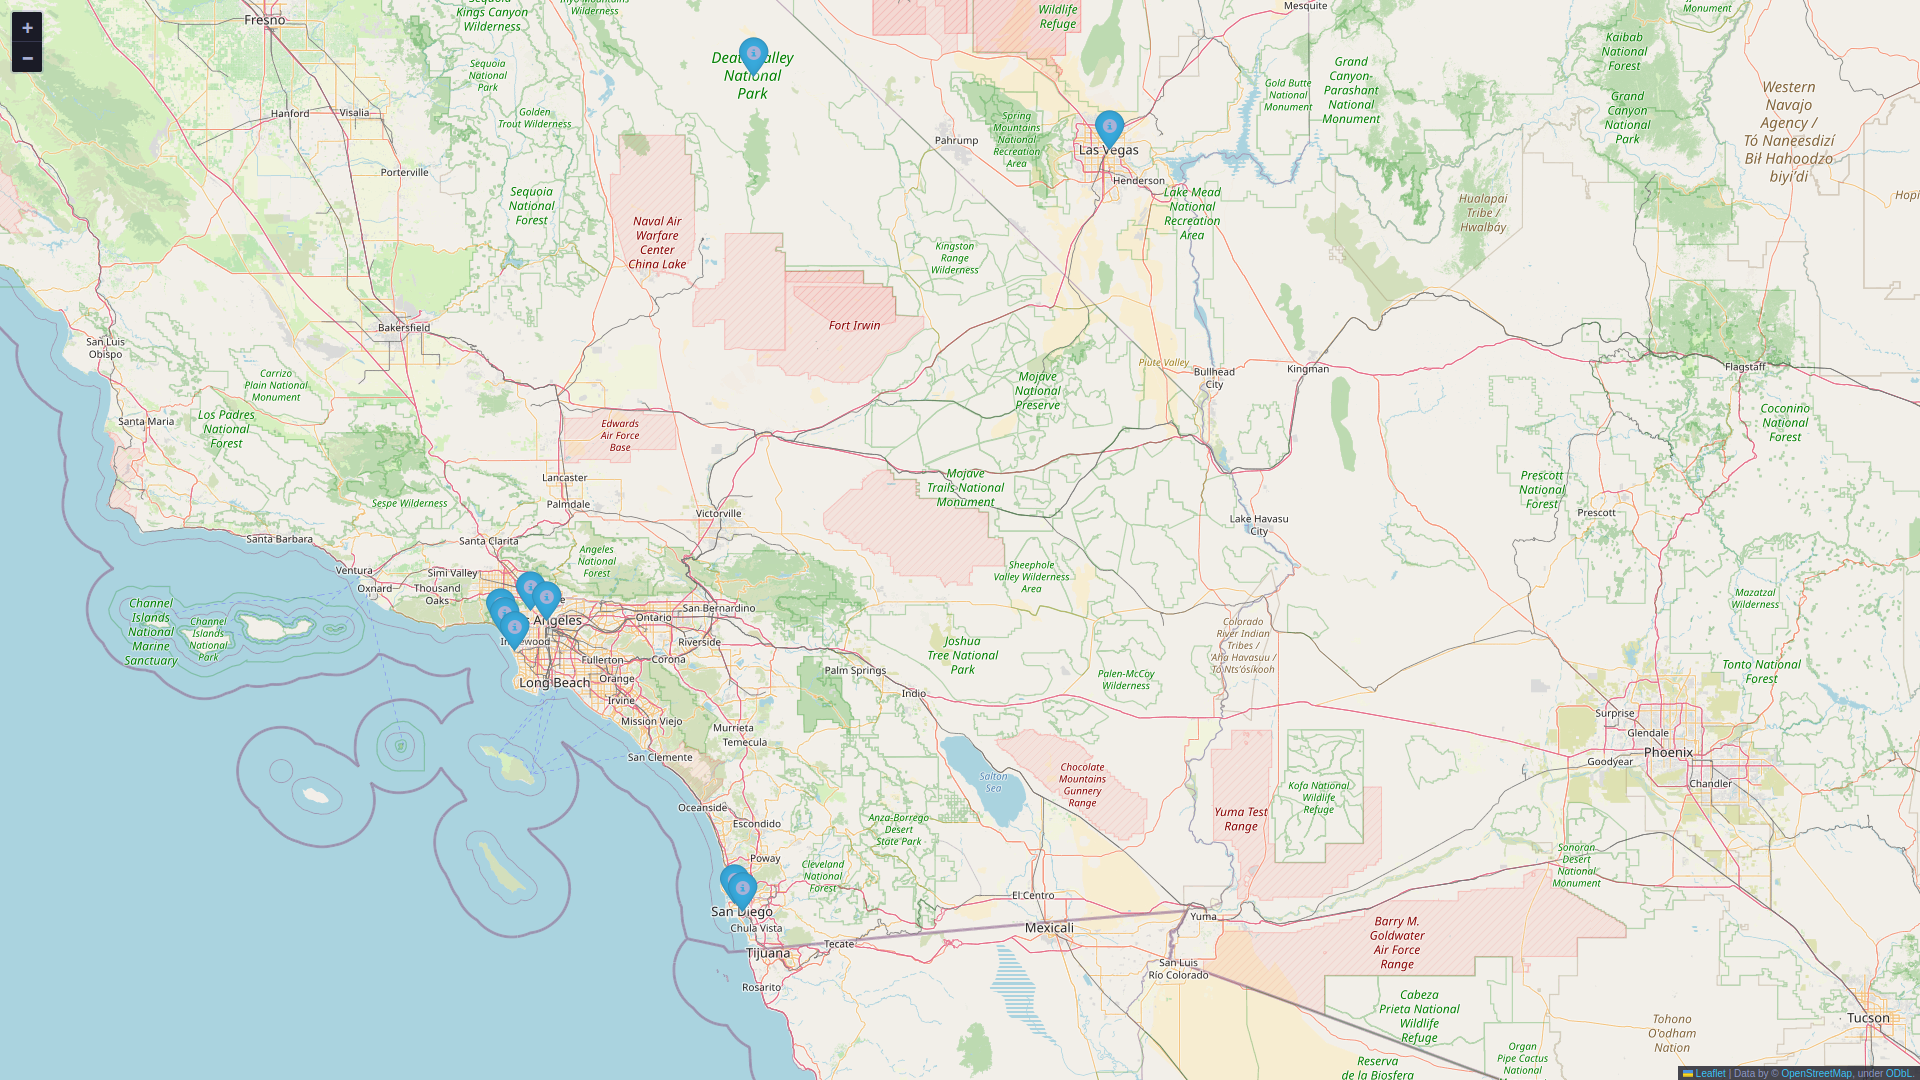 +
−
Fresno
Sequoia
Kings Canyon
Wilderness
Wilderness
Sequoia
National
Park
Hanford
Visalia
Golden
Trout Wilderness
Porterville
Sequoia
National
Forest
Naval Air
Warfare
Center
China Lake
National
Park
Wildlife
Refuge
Mesquite
Monument
Kaibab
National
Forest
Grand
Canyon-
Parashant
National
Monument
Gold Butte
National
Monument
Grand
Canyon
National
Park
Western
Navajo
Agency /
Tó Naneesdizí
Bił Hahoodzo
biyi'di
Spring
Mountains
National
Recreation
Area
Pahrump
Las Vegas
Henderson
Lake Mead
National
Recreation
Area
Hualapai
Tribe /
Hwalbáy
Hopi
Kingston
Range
Wilderness
Fort Irwin
Bakersfield
San Luis
Obispo
Carrizo
Plain National
Monument
Los Padres
National
Forest
Santa Maria
Edwards
Air Force
Base
Mojave
National
Preserve
Piute Valley
Bullhead
City
Kingman
Flagstaff
Coconino
National
Forest
Prescott
National
Forest
Prescott
Lancaster
Palmdale
Sespe Wilderness
Mojave
Trails National
Monument
Victorville
Lake Havasu
City
Santa Barbara
Santa Clarita
Angeles
National
Forest
Ventura
Oxnard
Simi Valley
Thousand
Oaks
Sheephole
Valley Wilderness
Area
Mazatzal
Wilderness
Channel
Islands
National
Marine
Sanctuary
Channel
Islands
National
Park
Angeles
San Bernardino
Ontario
Riverside
Fullerton
Corona
Orange
Long Beach
Irvine
Mission Viejo
Murrieta
Temecula
San Clemente
Palm Springs
Indio
Joshua
Tree National
Park
Palen-McCoy
Wilderness
Colorado
River Indian
Tribes /
Tonto National
Forest
Surprise
Glendale
Phoenix
Goodyear
Chandler
Salton
Sea
Chocolate
Mountains
Gunnery
Range
Yuma Test
Range
Kofa National
Wildlife
Refuge
Oceanside
Escondido
Anza-Borrego
Desert
State Park
Poway
Cleveland
National
Forest
Sonoran
Desert
National
Monument
San Diego
Chula Vista
El Centro
Mexicali
Yuma
Tijuana
Tecate
Rosarito
San Luis
Río Colorado
Barry M.
Goldwater
Air Force
Range
Cabeza
Prieta National
Wildlife
Refuge
Tohono
O'odham
Nation
Tucson
Organ
Pipe Cactus
National
Reserva
de la Biosfera
Leaflet | Data by © OpenStreetMap, under ODbL.